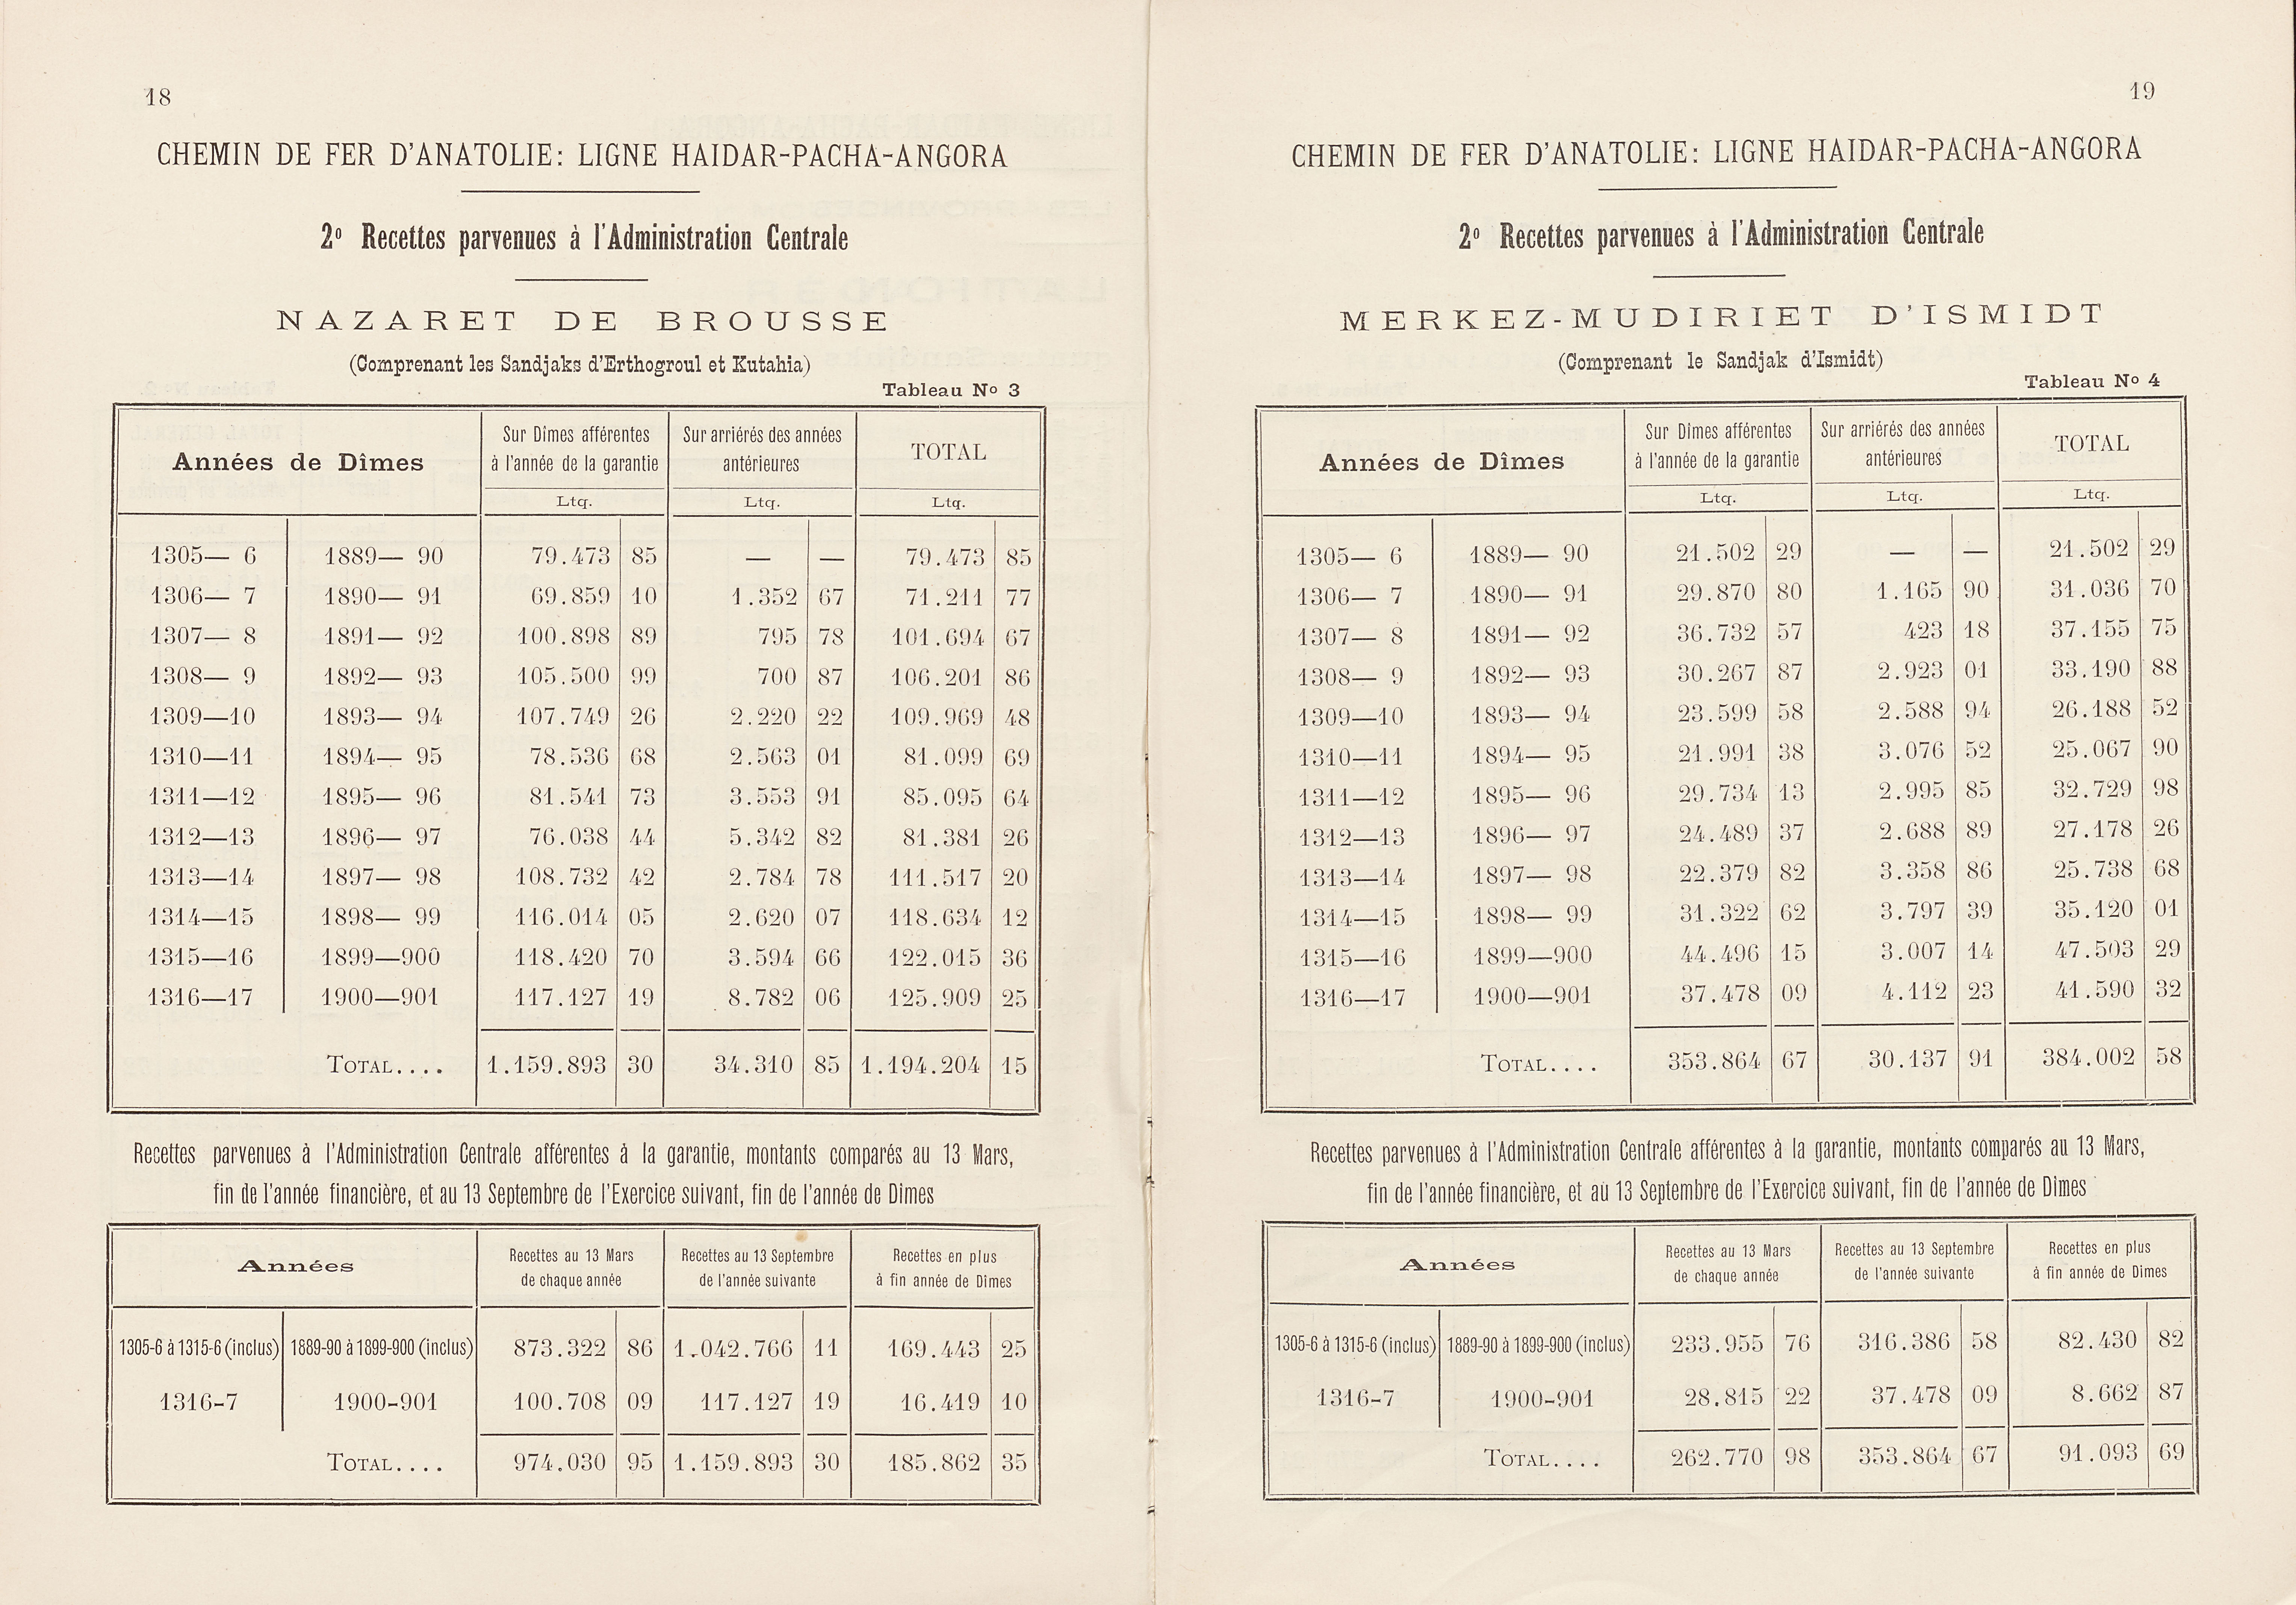 18
CHEMIN DE FER D'ANATOLIE: LIGNE HAIDAR-PACHA-ANGORA
2º Recettes parvenues à l'Administration Centrale
NAZARET DE BROUSSE
(Comprenant les Sandjaks d'Erthogroul et Kutahia)
Tableau Nº 3
Années de Dîmes | Sur Dîmes afférentes à l'année de la garantie | Sur arriérés des années antérieures | TOTAL
Ltq. | Ltq. | Ltq.
1305— 6 | 1889— 90 | 79.473 85 | — — | 79.473 85
1306— 7 | 1890— 91 | 69.859 10 | 1.352 67 | 71.211 77
1307— 8 | 1891— 92 | 100.898 89 | 795 78 | 101.694 67
1308— 9 | 1892— 93 | 105.500 99 | 700 87 | 106.201 86
1309—10 | 1893— 94 | 107.749 26 | 2.220 22 | 109.969 48
1310—11 | 1894— 95 | 78.536 68 | 2.563 01 | 81.099 69
1311—12 | 1895— 96 | 81.541 73 | 3.553 91 | 85.095 64
1312—13 | 1896— 97 | 76.038 44 | 5.342 82 | 81.381 26
1313—14 | 1897— 98 | 108.732 42 | 2.784 78 | 111.517 20
1314—15 | 1898— 99 | 116.014 05 | 2.620 07 | 118.634 12
1315—16 | 1899—900 | 118.420 70 | 3.594 66 | 122.015 36
1316—17 | 1900—901 | 117.127 19 | 8.782 06 | 125.909 25
TOTAL.... | 1.159.893 30 | 34.310 85 | 1.194.204 15
Recettes parvenues à l'Administration Centrale afférentes à la garantie, montants comparés au 13 Mars,
fin de l'année financière, et au 13 Septembre de l'Exercice suivant, fin de l'année de Dîmes
Années | Recettes au 13 Mars de chaque année | Recettes au 13 Septembre de l'année suivante | Recettes en plus à fin année de Dîmes
1305-6 à 1315-6 (inclus) | 1889-90 à 1899-900 (inclus) | 873.322 86 | 1.042.766 11 | 169.443 25
1316-7 | 1900-901 | 100.708 09 | 117.127 19 | 16.419 10
TOTAL.... | 974.030 95 | 1.159.893 30 | 185.862 35
19
CHEMIN DE FER D'ANATOLIE: LIGNE HAIDAR-PACHA-ANGORA
2º Recettes parvenues à l'Administration Centrale
MERKEZ-MUDIRIET D'ISMIDT
(Comprenant le Sandjak d'Ismidt)
Tableau Nº 4
Années de Dîmes | Sur Dîmes afférentes à l'année de la garantie | Sur arriérés des années antérieures | TOTAL
Ltq. | Ltq. | Ltq.
1305— 6 | 1889— 90 | 21.502 29 | — — | 21.502 29
1306— 7 | 1890— 91 | 29.870 80 | 1.165 90 | 31.036 70
1307— 8 | 1891— 92 | 36.732 57 | 423 18 | 37.155 75
1308— 9 | 1892— 93 | 30.267 87 | 2.923 01 | 33.190 88
1309—10 | 1893— 94 | 23.599 58 | 2.588 94 | 26.188 52
1310—11 | 1894— 95 | 21.991 38 | 3.076 52 | 25.067 90
1311—12 | 1895— 96 | 29.734 13 | 2.995 85 | 32.729 98
1312—13 | 1896— 97 | 24.489 37 | 2.688 89 | 27.178 26
1313—14 | 1897— 98 | 22.379 82 | 3.358 86 | 25.738 68
1314—15 | 1898— 99 | 31.322 62 | 3.797 39 | 35.120 01
1315—16 | 1899—900 | 44.496 15 | 3.007 14 | 47.503 29
1316—17 | 1900—901 | 37.478 09 | 4.112 23 | 41.590 32
TOTAL.... | 353.864 67 | 30.137 91 | 384.002 58
Recettes parvenues à l'Administration Centrale afférentes à la garantie, montants comparés au 13 Mars,
fin de l'année financière, et au 13 Septembre de l'Exercice suivant, fin de l'année de Dîmes
Années | Recettes au 13 Mars de chaque année | Recettes au 13 Septembre de l'année suivante | Recettes en plus à fin année de Dîmes
1305-6 à 1315-6 (inclus) | 1889-90 à 1899-900 (inclus) | 233.955 76 | 316.386 58 | 82.430 82
1316-7 | 1900-901 | 28.815 22 | 37.478 09 | 8.662 87
TOTAL.... | 262.770 98 | 353.864 67 | 91.093 69